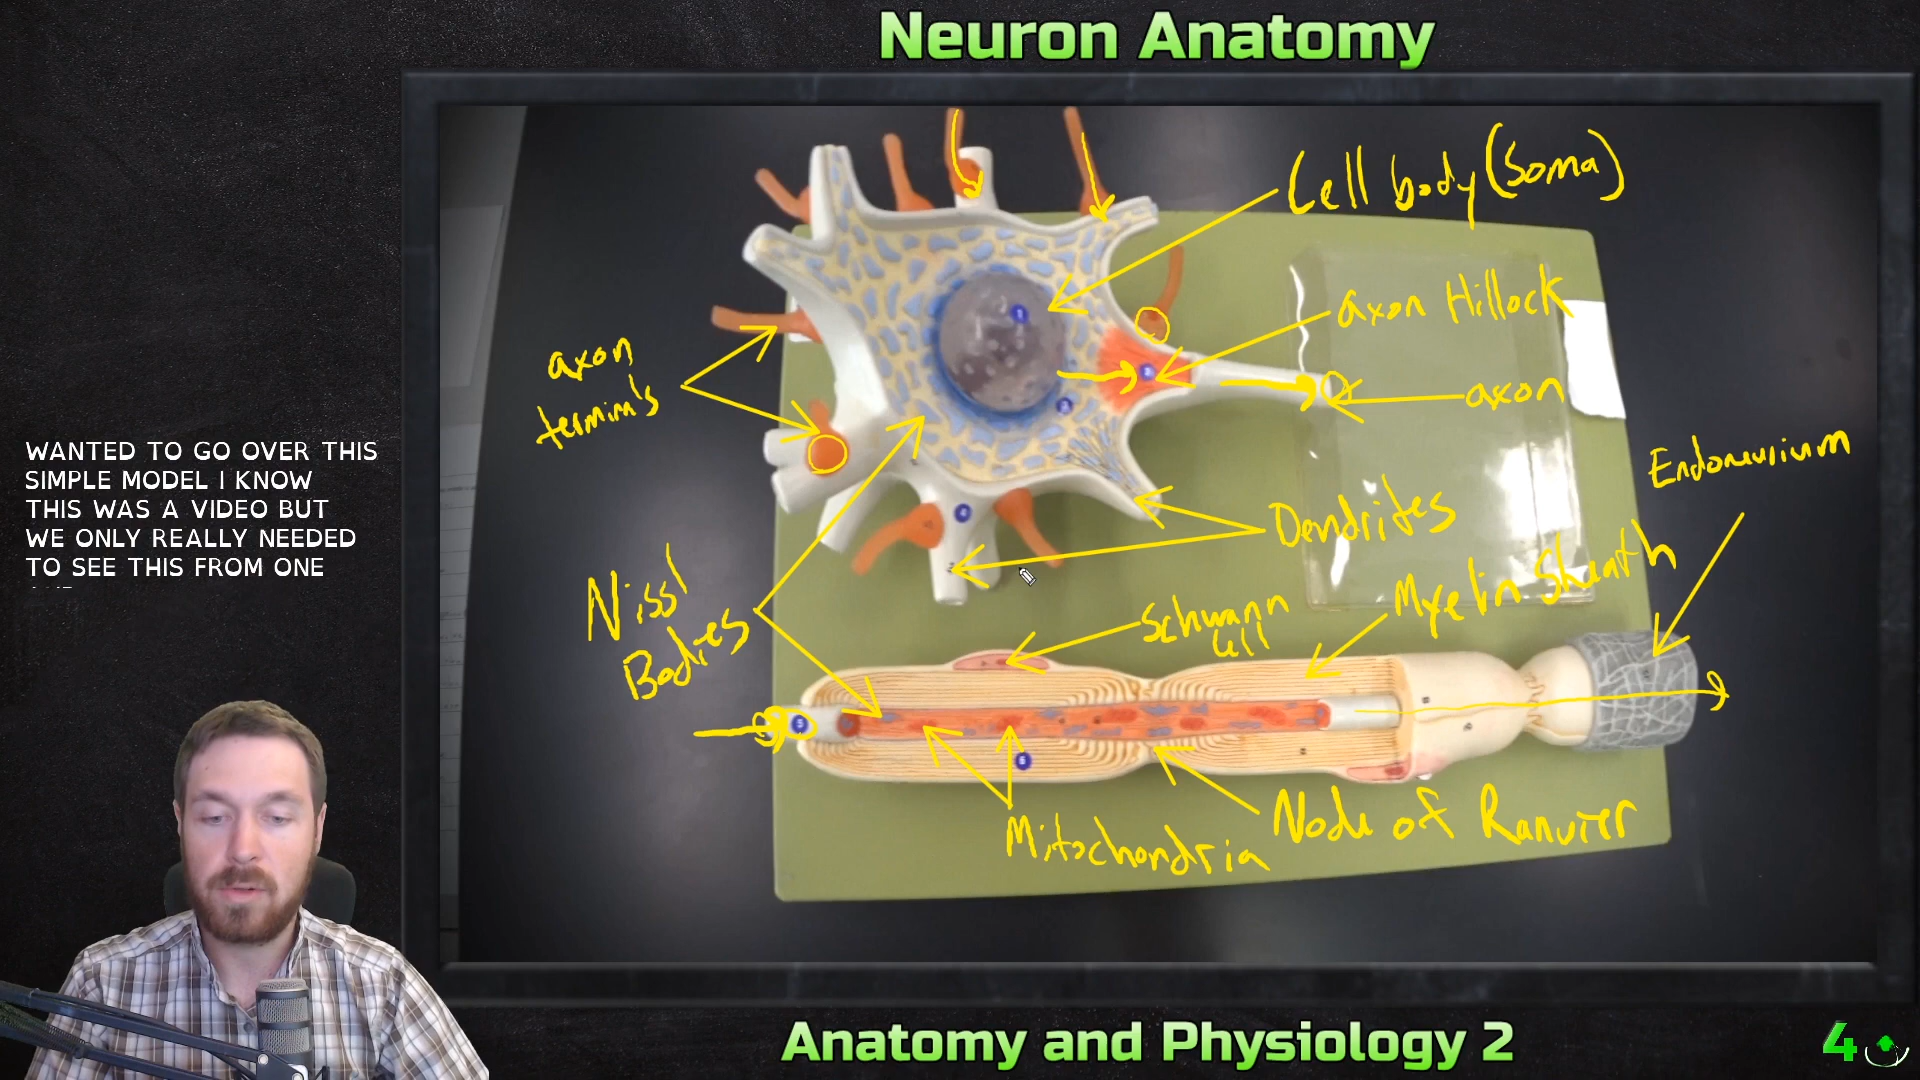 Neuron Anatomy
Cell body (Soma)
axon Hillock
axon
axon
termini's
Endoneurium
WANTED TO GO OVER THIS
SIMPLE MODEL I KNOW
THIS WAS A VIDEO BUT
WE ONLY REALLY NEEDED
TO SEE THIS FROM ONE
Dendrites
Myelin Sheath
Nissl
Bodies
Schwann
Cell
Mitochondria
Node of Ranvier
Anatomy and Physiology 2
4